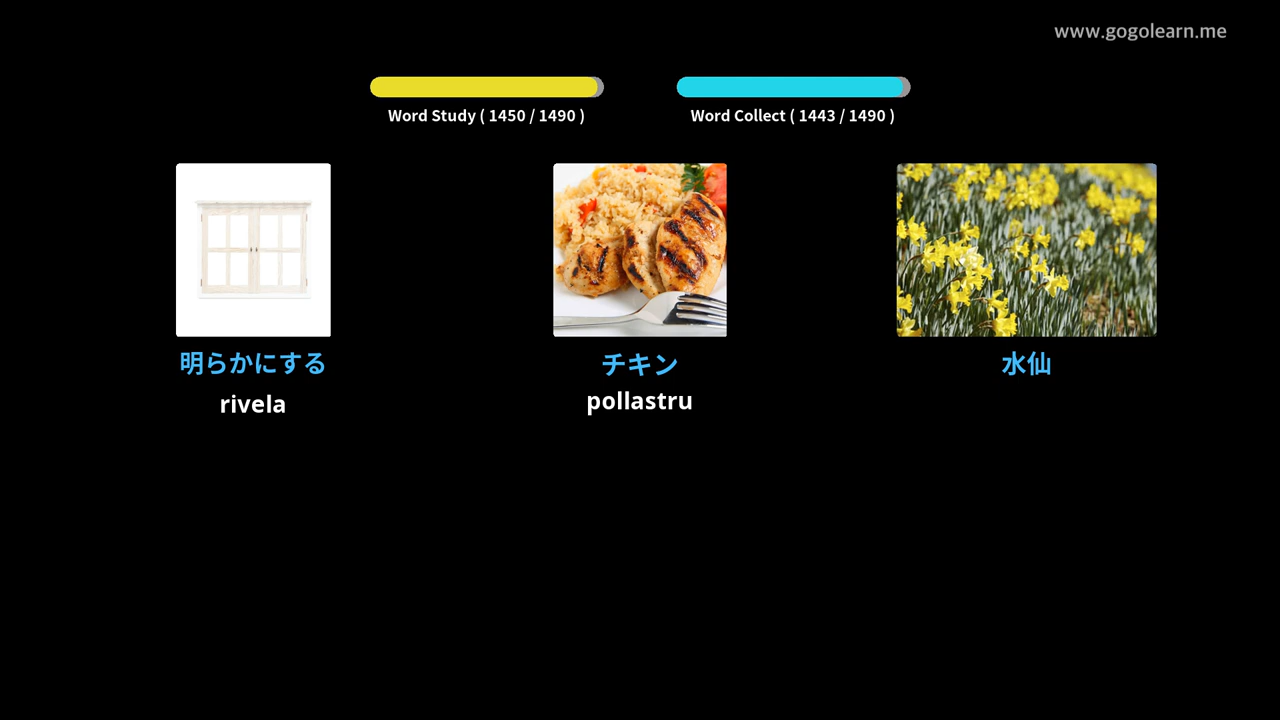 www.gogolearn.me
Word Study ( 1450 / 1490 )
Word Collect ( 1443 / 1490 )
明らかにする
チキン
水仙
rivela
pollastru